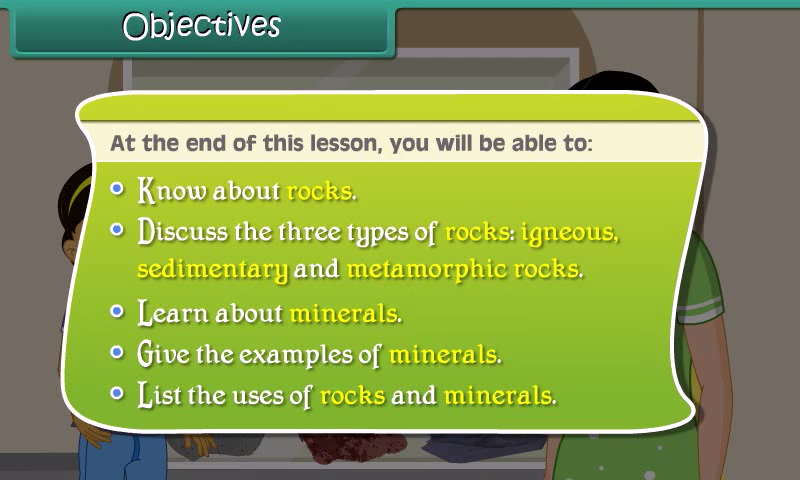 Objectives
At the end of this lesson, you will be able to:
Know about rocks.
Discuss the three types of rocks: igneous,
sedimentary and metamorphic rocks.
Learn about minerals.
Give the examples of minerals.
List the uses of rocks and minerals.